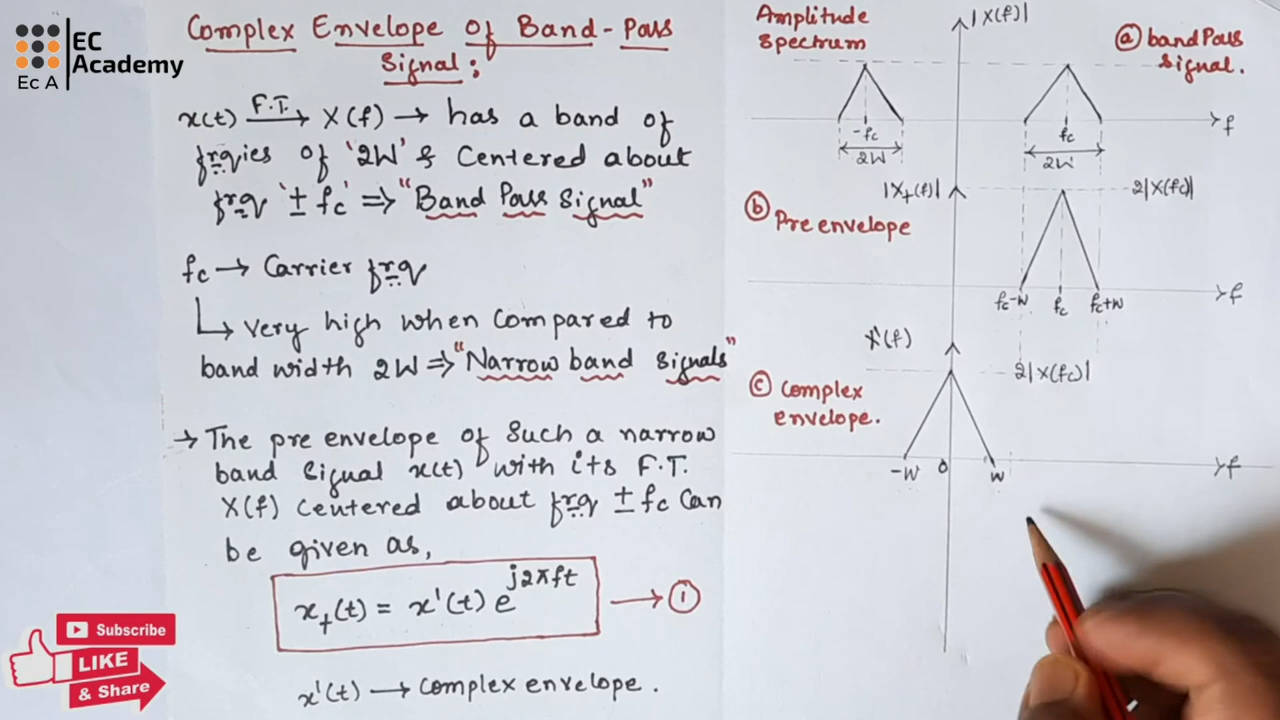 EC
Academy
Ec A
Complex Envelope Of Band-Pass
Signal:
x(t) F.T.→ X(f) → has a band of
frqies of '2W' & Centered about
frq '± fc' => "Band Pass Signal"
fc → Carrier frq
↳ very high when compared to
band width 2W => "Narrow band signals"
→ The pre envelope of Such a narrow
band signal x(t) with its F.T.
X(f) centered about frq ± fc Can
be given as,
x+(t) = x'(t) e^j2πft → ①
x'(t) → complex envelope.
Subscribe
LIKE
& Share
Amplitude
Spectrum
|X(f)|
ⓐ bandPass
signal.
-fc
fc
f
2W
2W
|X+(f)|
2|X(fc)|
ⓑ Pre envelope
fc-W
fc
fc+W
f
X'(f)
2|X(fc)|
ⓒ Complex
envelope.
-W
0
W
f